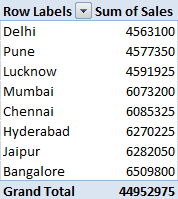 Row Labels Sum of Sales
Delhi 4563100
Pune 4577350
Lucknow 4591925
Mumbai 6073200
Chennai 6085325
Hyderabad 6270225
Jaipur 6282050
Bangalore 6509800
Grand Total 44952975